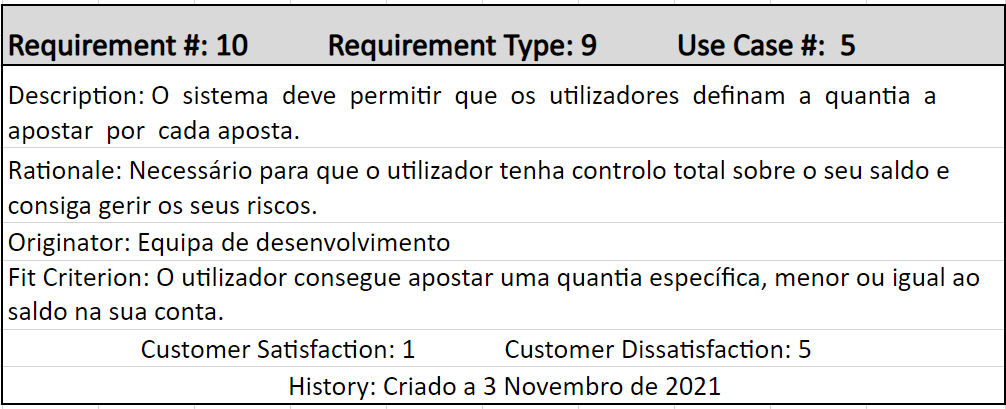 Requirement #: 10 Requirement Type: 9 Use Case #: 5
Description: O sistema deve permitir que os utilizadores definam a quantia a
apostar por cada aposta.
Rationale: Necessário para que o utilizador tenha controlo total sobre o seu saldo e
consiga gerir os seus riscos.
Originator: Equipa de desenvolvimento
Fit Criterion: O utilizador consegue apostar uma quantia específica, menor ou igual ao
saldo na sua conta.
Customer Satisfaction: 1 Customer Dissatisfaction: 5
History: Criado a 3 Novembro de 2021